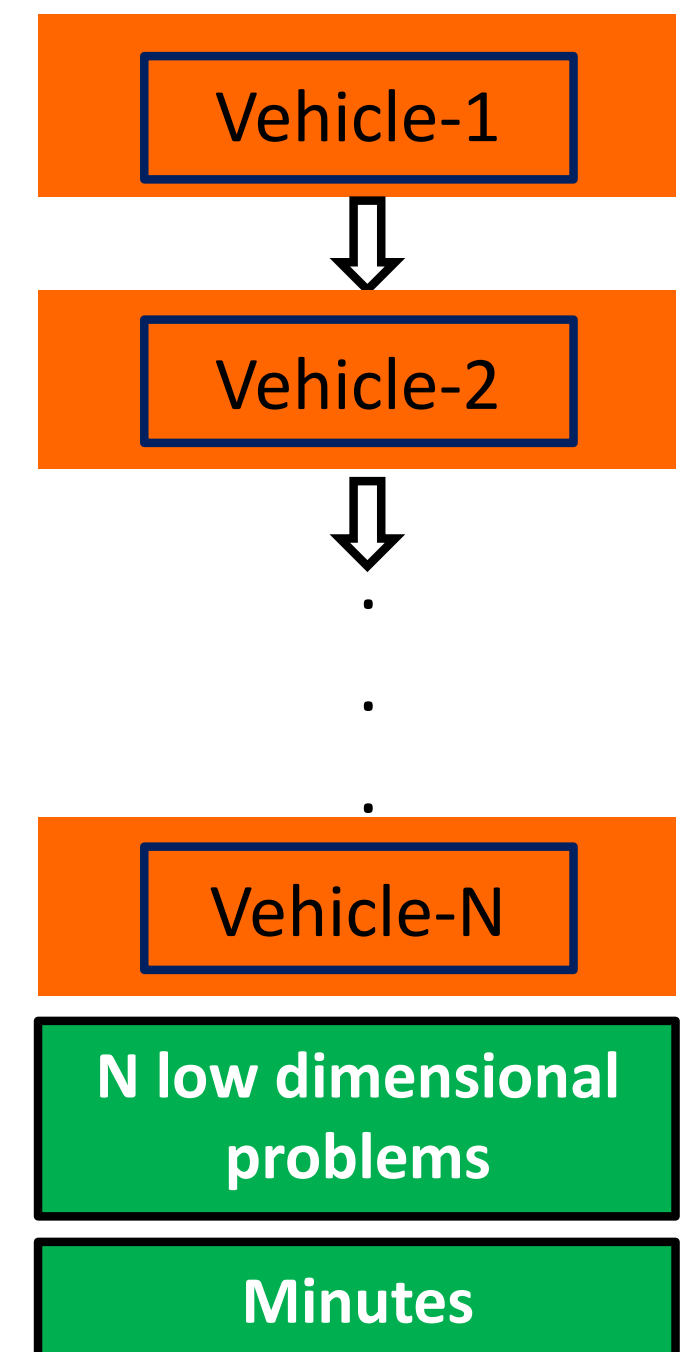 Vehicle-1
Vehicle-2
.
.
.
Vehicle-N
N low dimensional
problems
Minutes